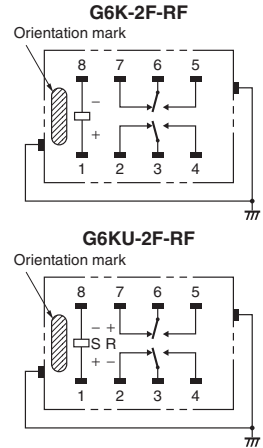 G6K-2F-RF
Orientation mark
8 7 6 5
−
+
1 2 3 4
G6KU-2F-RF
Orientation mark
8 7 6 5
− +
S R
+ −
1 2 3 4